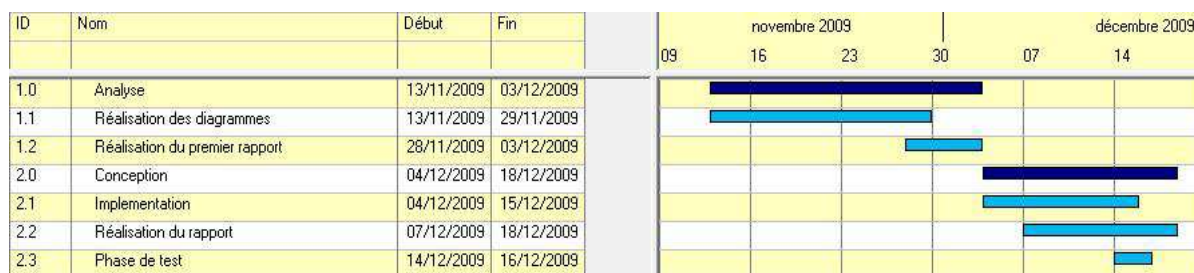 ID Nom Début Fin novembre 2009 décembre 2009
09 16 23 30 07 14
1.0 Analyse 13/11/2009 03/12/2009
1.1 Réalisation des diagrammes 13/11/2009 29/11/2009
1.2 Réalisation du premier rapport 28/11/2009 03/12/2009
2.0 Conception 04/12/2009 18/12/2009
2.1 Implementation 04/12/2009 15/12/2009
2.2 Réalisation du rapport 07/12/2009 18/12/2009
2.3 Phase de test 14/12/2009 16/12/2009